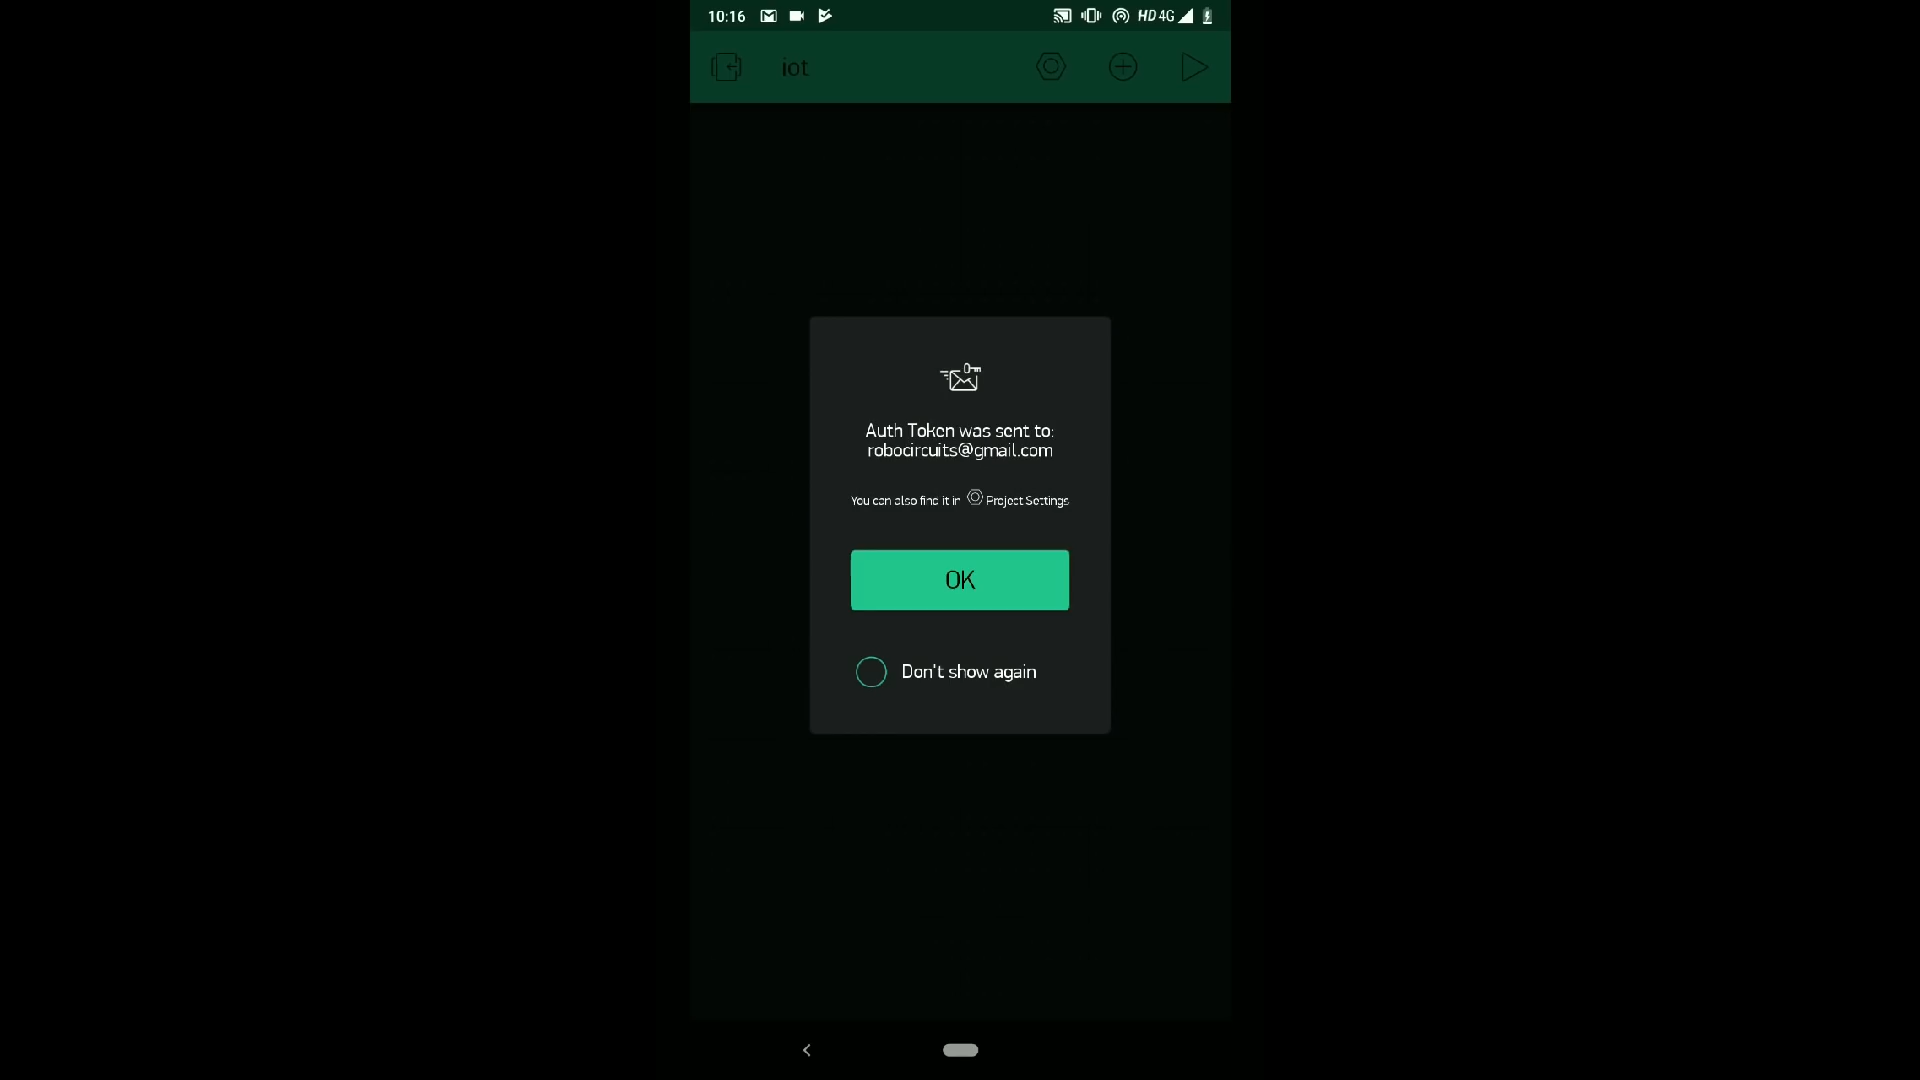 10:16 HD 4G
iot
Auth Token was sent to:
robocircuits@gmail.com
You can also find it in Project Settings
OK
Don't show again